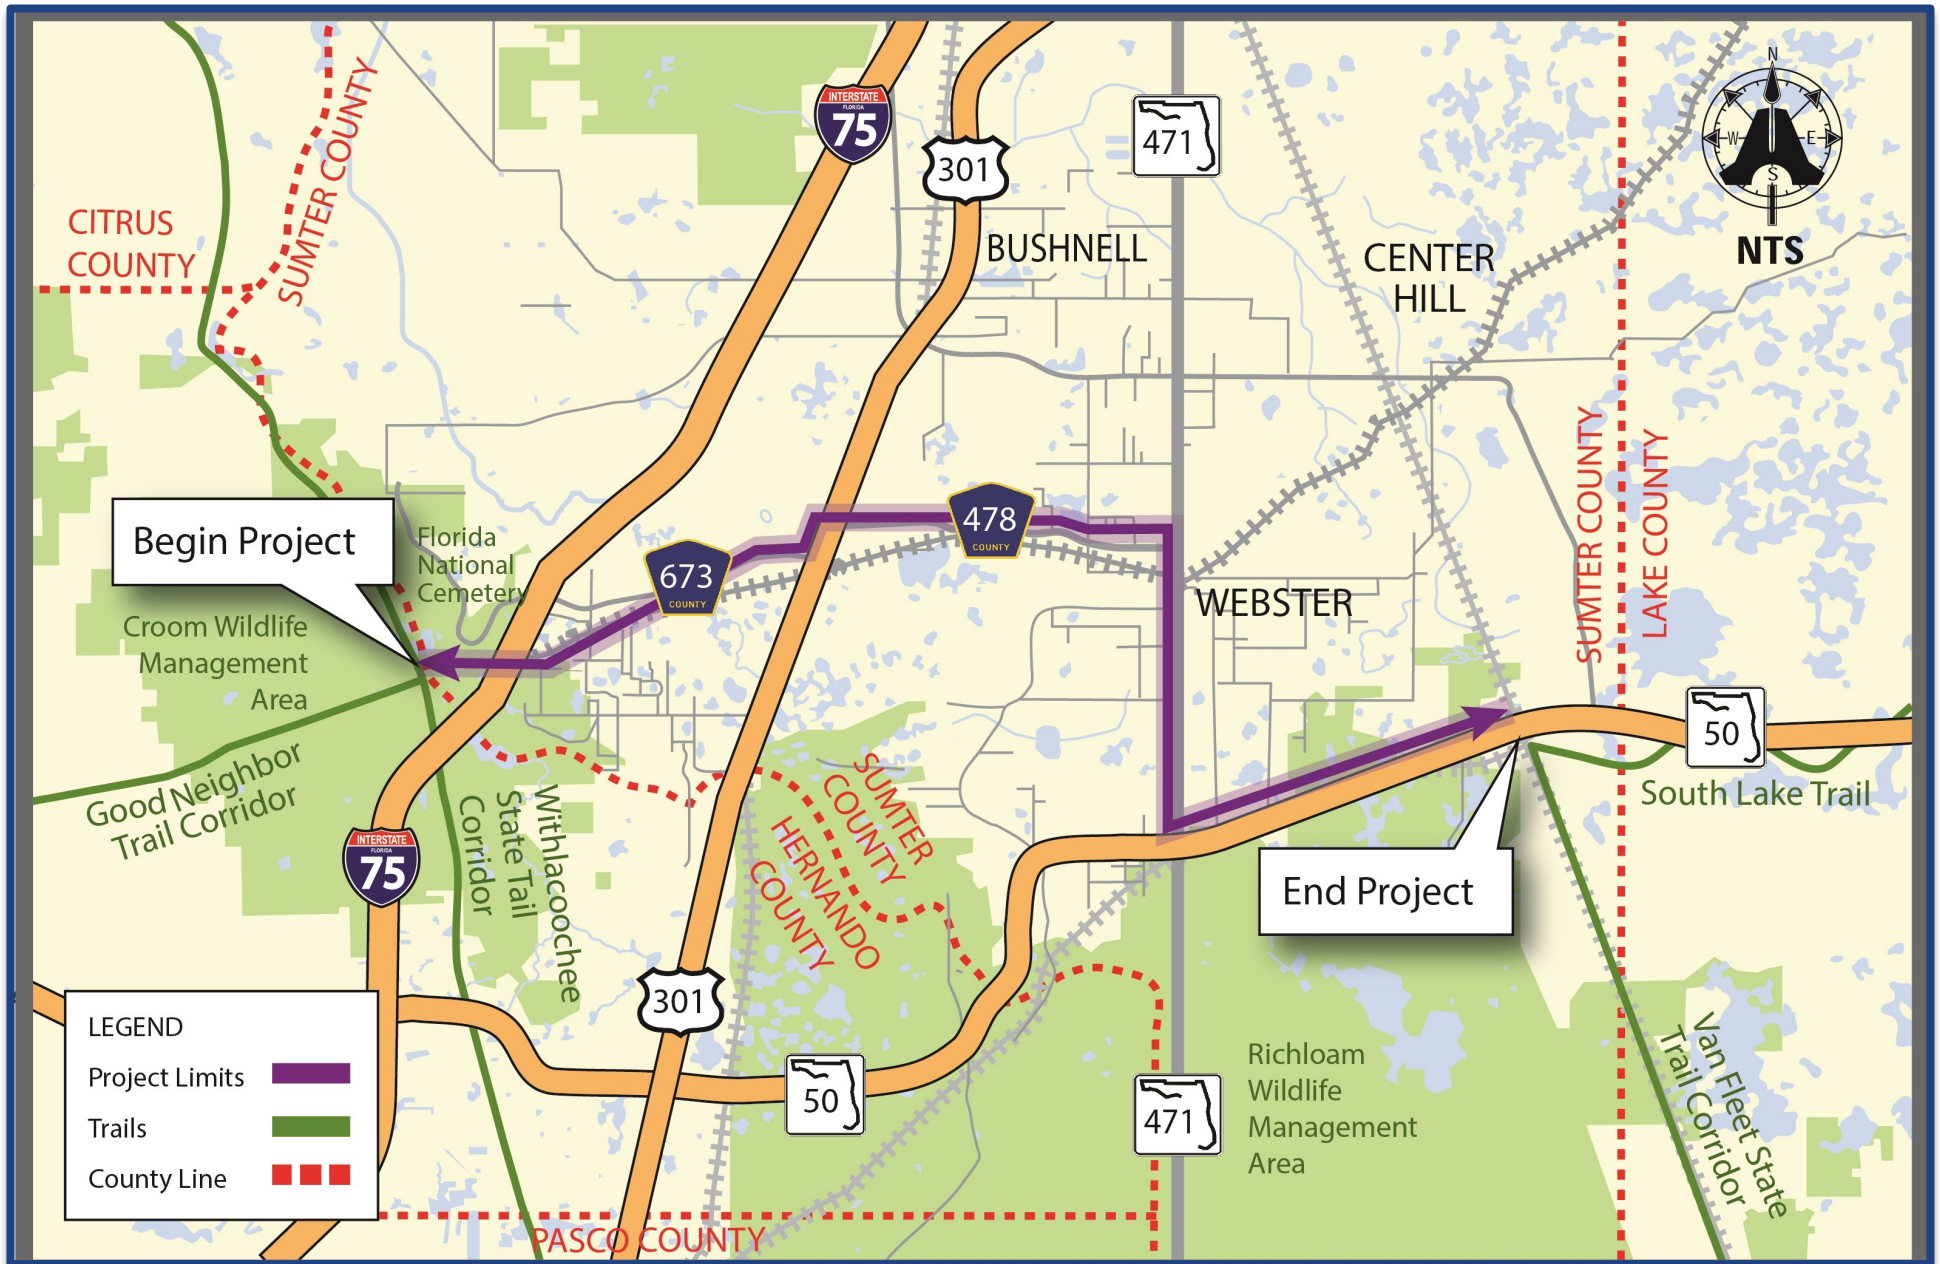 INTERSTATE
FLORIDA
75
301
471
N
W
E
S
NTS
CITRUS
COUNTY
SUMTER COUNTY
BUSHNELL
CENTER
HILL
Begin Project
Florida
National
Cemetery
478
COUNTY
673
COUNTY
SUMTER COUNTY
LAKE COUNTY
WEBSTER
Croom Wildlife
Management
Area
Good Neighbor
Trail Corridor
50
South Lake Trail
INTERSTATE
FLORIDA
75
Withlacoochee
State Tail
Corridor
SUMTER
COUNTY
HERNANDO
COUNTY
End Project
301
50
471
Richloam
Wildlife
Management
Area
Van Fleet State
Trail Corridor
LEGEND
Project Limits
Trails
County Line
PASCO COUNTY